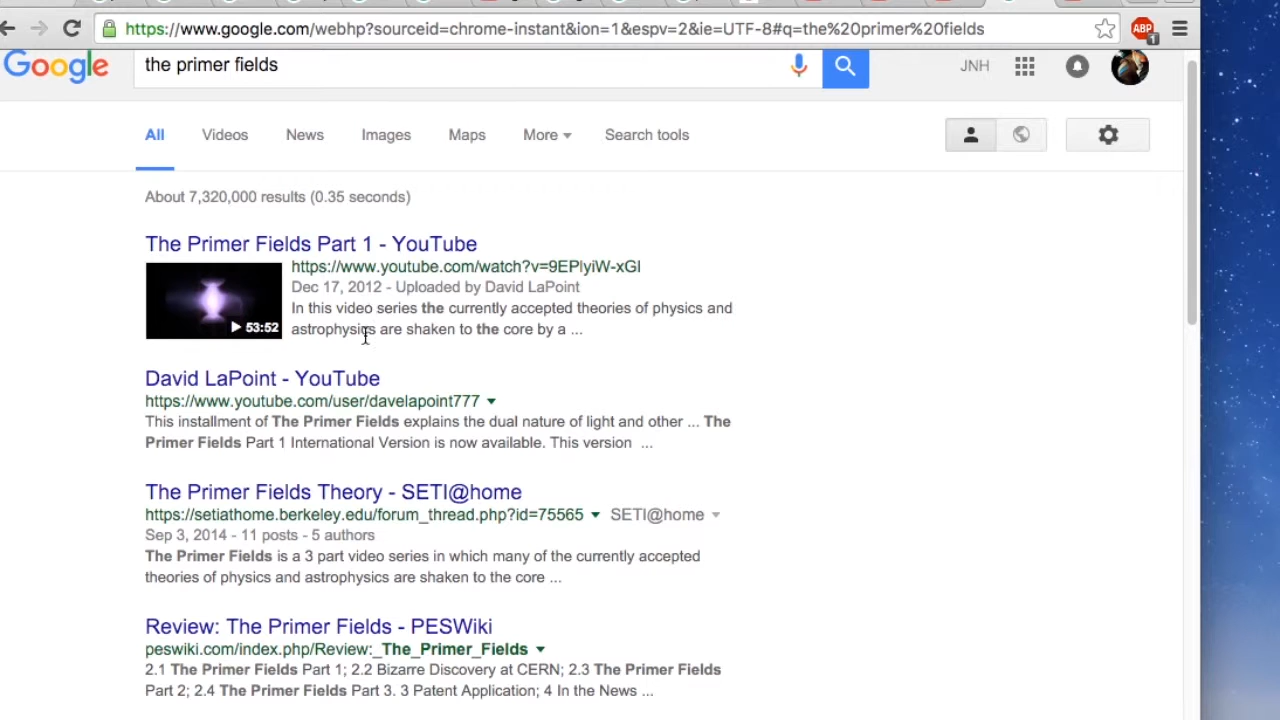 https://www.google.com/webhp?sourceid=chrome-instant&ion=1&espv=2&ie=UTF-8#q=the%20primer%20fields
ABP
1
Google
the primer fields
JNH
All Videos News Images Maps More Search tools
About 7,320,000 results (0.35 seconds)
The Primer Fields Part 1 - YouTube
https://www.youtube.com/watch?v=9EPlyiW-xGI
Dec 17, 2012 - Uploaded by David LaPoint
In this video series the currently accepted theories of physics and
astrophysics are shaken to the core by a ...
53:52
David LaPoint - YouTube
https://www.youtube.com/user/davelapoint777
This installment of The Primer Fields explains the dual nature of light and other ... The
Primer Fields Part 1 International Version is now available. This version ...
The Primer Fields Theory - SETI@home
https://setiathome.berkeley.edu/forum_thread.php?id=75565 SETI@home
Sep 3, 2014 - 11 posts - 5 authors
The Primer Fields is a 3 part video series in which many of the currently accepted
theories of physics and astrophysics are shaken to the core ...
Review: The Primer Fields - PESWiki
peswiki.com/index.php/Review:_The_Primer_Fields
2.1 The Primer Fields Part 1; 2.2 Bizarre Discovery at CERN; 2.3 The Primer Fields
Part 2; 2.4 The Primer Fields Part 3. 3 Patent Application; 4 In the News ...